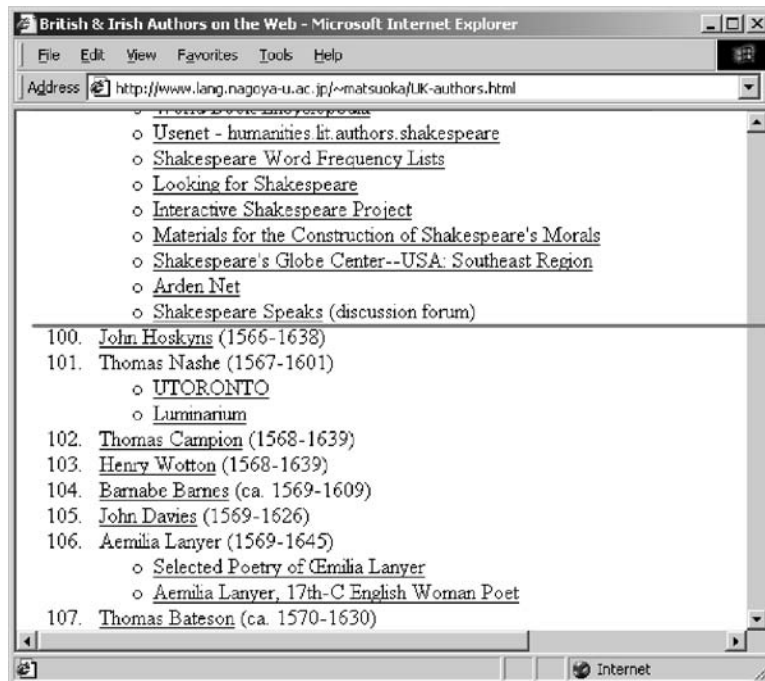 British & Irish Authors on the Web - Microsoft Internet Explorer
File Edit View Favorites Tools Help
Address http://www.lang.nagoya-u.ac.jp/~matsuoka/UK-authors.html
World Book Encyclopedia
Usenet - humanities.lit.authors.shakespeare
Shakespeare Word Frequency Lists
Looking for Shakespeare
Interactive Shakespeare Project
Materials for the Construction of Shakespeare's Morals
Shakespeare's Globe Center--USA: Southeast Region
Arden Net
Shakespeare Speaks (discussion forum)
100. John Hoskyns (1566-1638)
101. Thomas Nashe (1567-1601)
UTORONTO
Luminarium
102. Thomas Campion (1568-1639)
103. Henry Wotton (1568-1639)
104. Barnabe Barnes (ca. 1569-1609)
105. John Davies (1569-1626)
106. Aemilia Lanyer (1569-1645)
Selected Poetry of Œmilia Lanyer
Aemilia Lanyer, 17th-C English Woman Poet
107. Thomas Bateson (ca. 1570-1630)
Internet